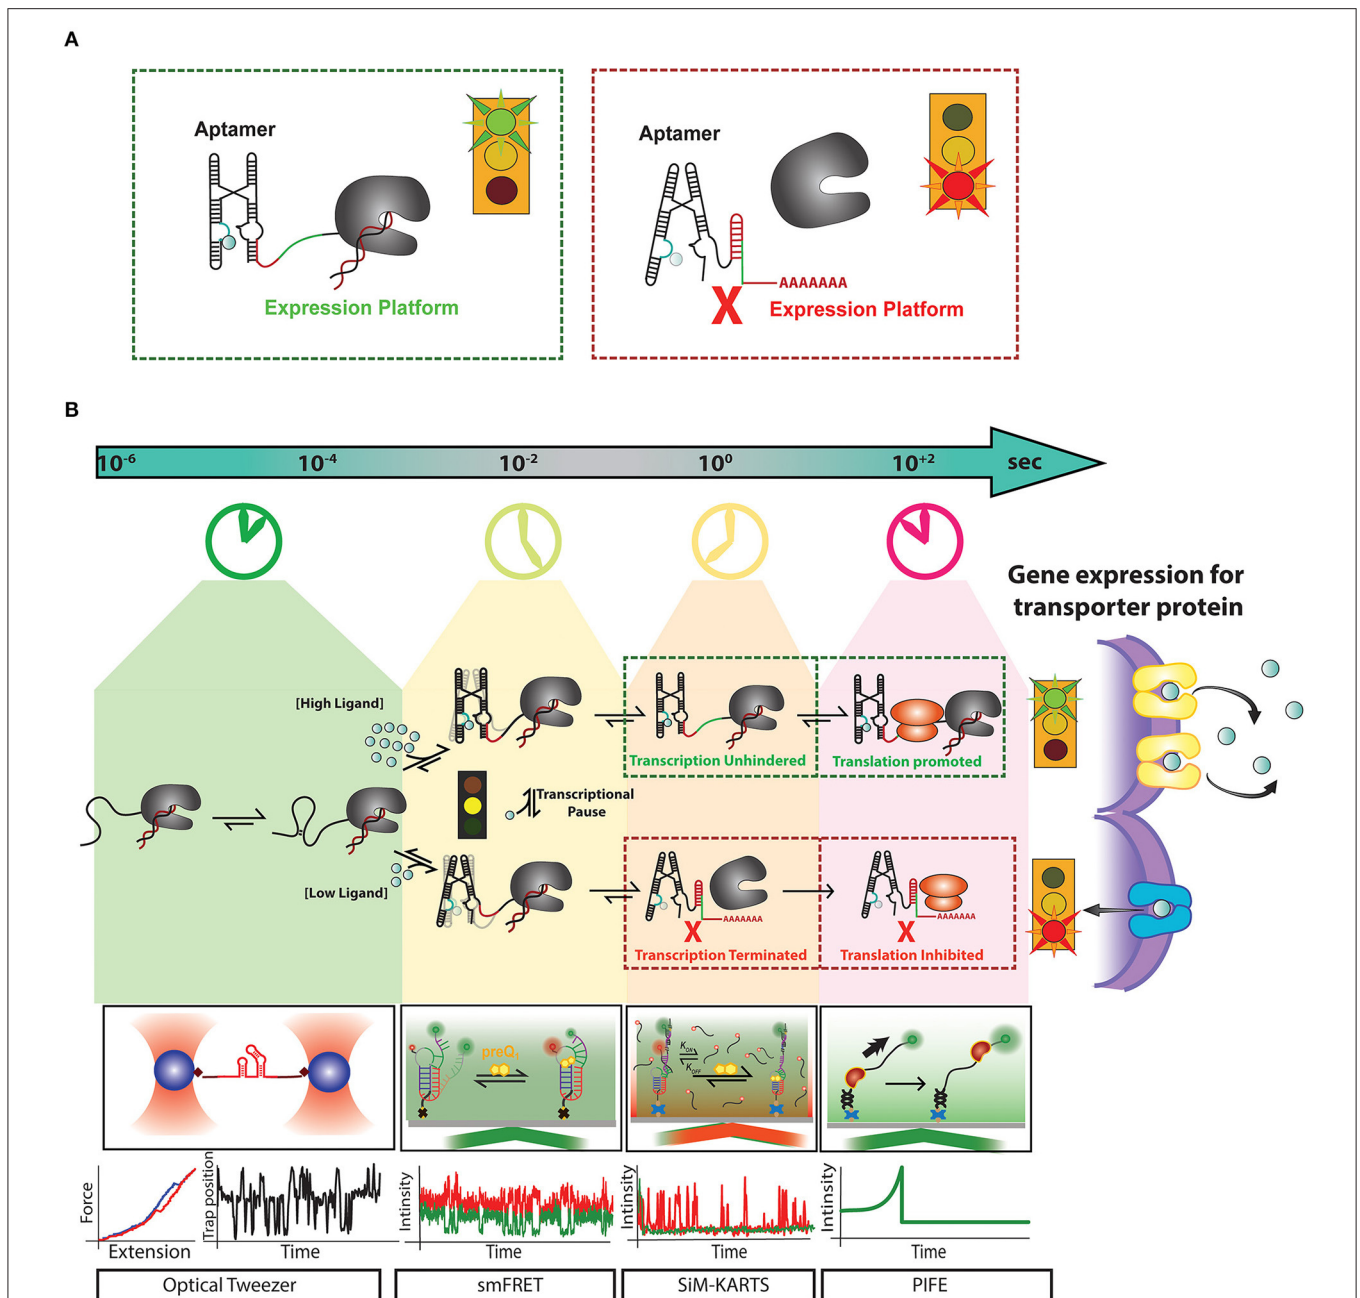 A
Aptamer
Expression Platform
Aptamer
AAAAAAA
X
Expression Platform
B
10-6
10-4
10-2
100
10+2
sec
Gene expression for
transporter protein
[High Ligand]
Transcription Unhindered
Translation promoted
Transcriptional
Pause
[Low Ligand]
AAAAAAA
AAAAAAA
X
X
Transcription Terminated
Translation Inhibited
preQ1
KON
KOFF
Force
Extension
Trap position
Time
Intinsity
Time
Intinsity
Time
Intinsity
Time
Optical Tweezer
smFRET
SiM-KARTS
PIFE